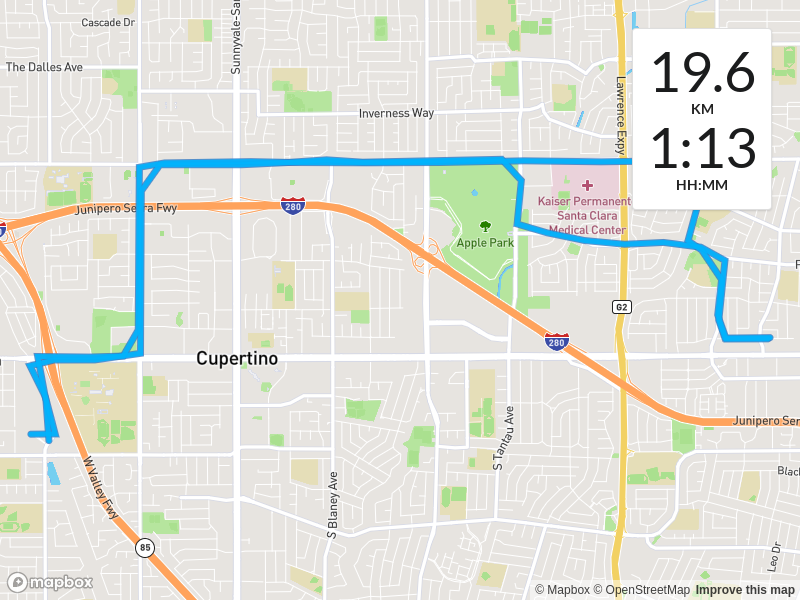 Cascade Dr
Sunnyvale-Sa
The Dalles Ave
Inverness Way
Lawrence Expy
19.6
KM
1:13
HH:MM
Kaiser Permanent
Santa Clara
Medical Center
Junipero Serra Fwy
280
Apple Park
G2
280
Cupertino
S Tantau Ave
Junipero Ser
W Valley Fwy
S Blaney Ave
Black
85
Leo Dr
mapbox
© Mapbox © OpenStreetMap Improve this map